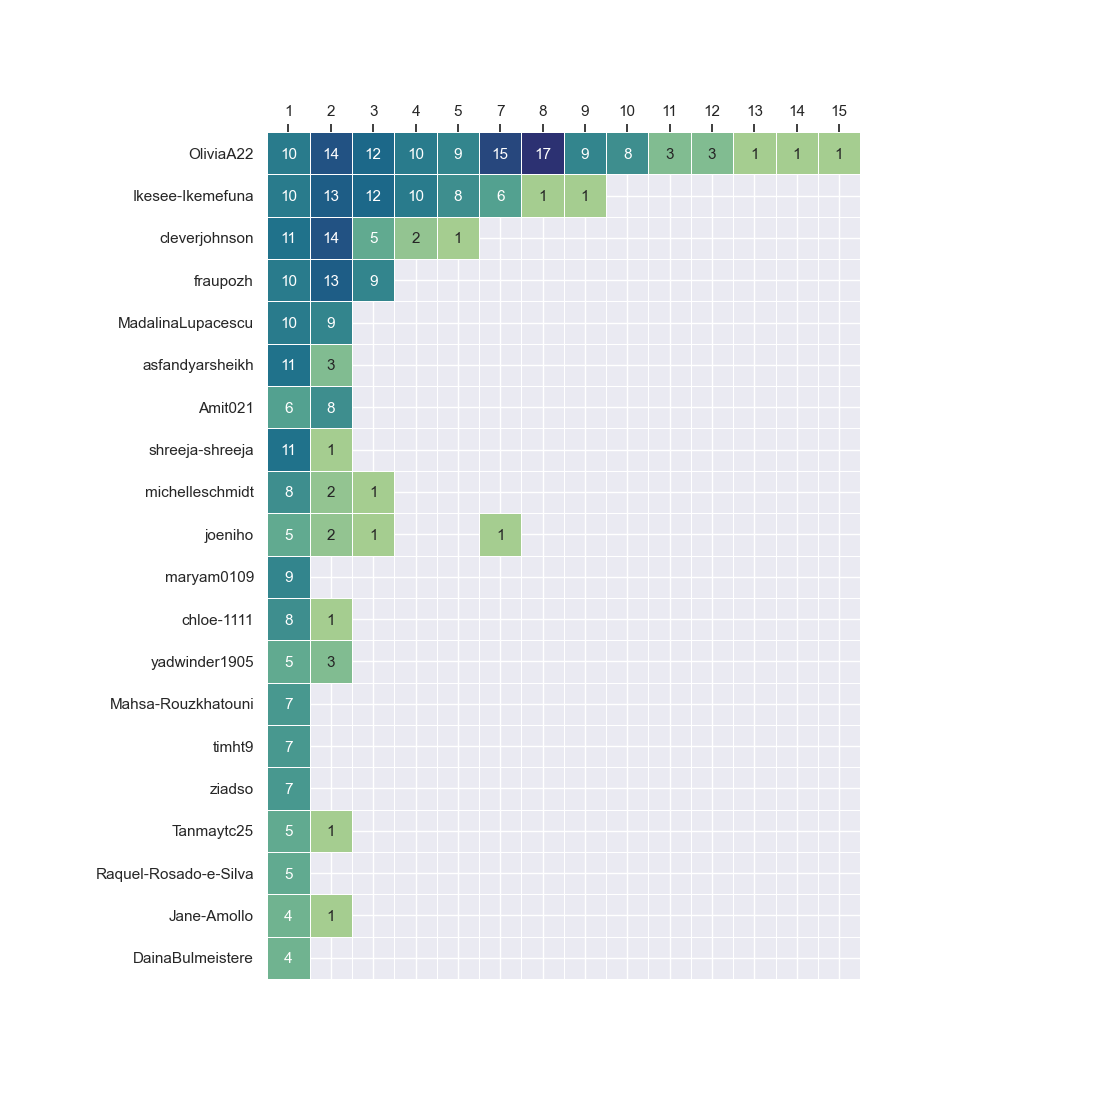 1 2 3 4 5 7 8 9 10 11 12 13 14 15
OliviaA22 10 14 12 10 9 15 17 9 8 3 3 1 1 1
Ikesee-Ikemefuna 10 13 12 10 8 6 1 1
cleverjohnson 11 14 5 2 1
fraupozh 10 13 9
MadalinaLupacescu 10 9
asfandyarsheikh 11 3
Amit021 6 8
shreeja-shreeja 11 1
michelleschmidt 8 2 1
joeniho 5 2 1 1
maryam0109 9
chloe-1111 8 1
yadwinder1905 5 3
Mahsa-Rouzkhatouni 7
timht9 7
ziadso 7
Tanmaytc25 5 1
Raquel-Rosado-e-Silva 5
Jane-Amollo 4 1
DainaBulmeistere 4